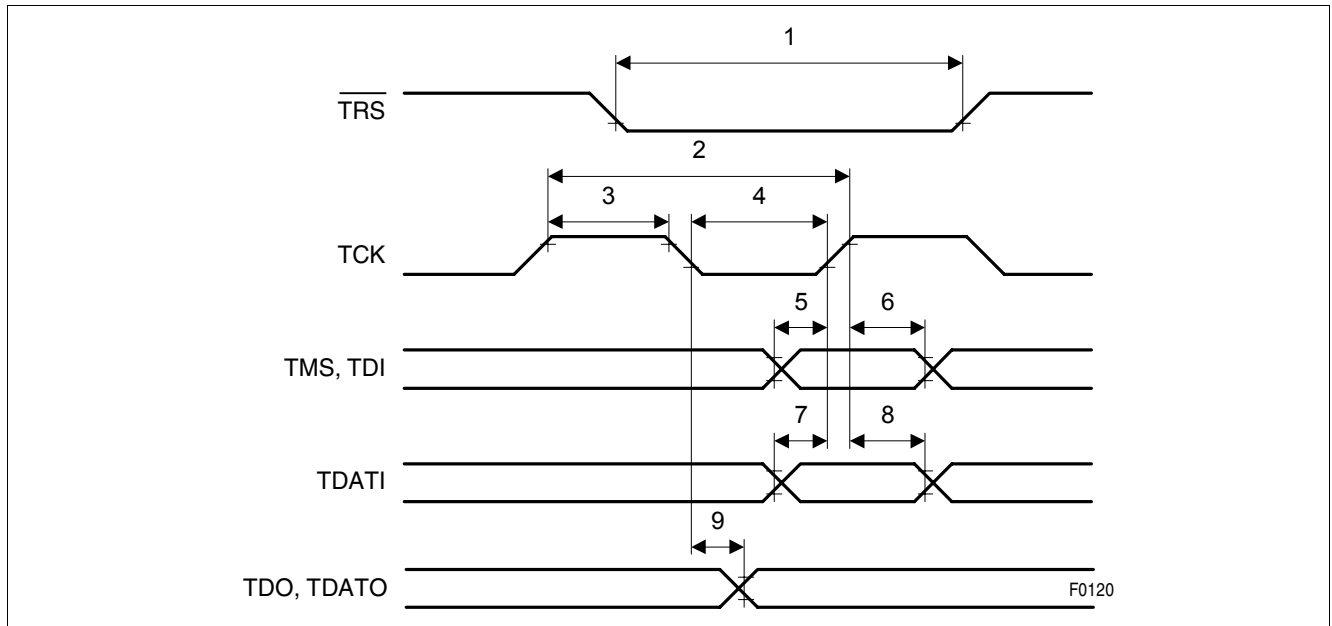 1
TRS
2
3 4
TCK
5 6
TMS, TDI
7 8
TDATI
9
TDO, TDATO
F0120